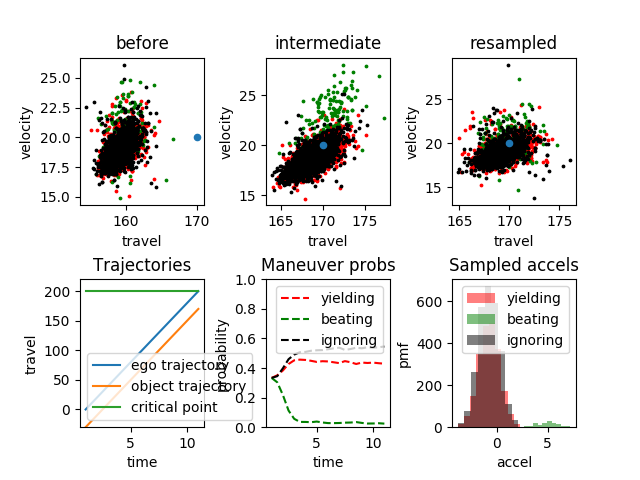 before
intermediate
resampled
25.0
22.5
20.0
17.5
15.0
velocity
160
170
travel
25
20
15
velocity
165
170
175
travel
25
20
15
velocity
165
170
175
travel
Trajectories
Maneuver probs
Sampled accels
200
150
100
50
0
travel
ego trajectory
object trajectory
critical point
5
10
time
1.0
0.8
0.6
0.4
0.2
0.0
probability
yielding
beating
ignoring
5
10
time
600
400
200
0
pmf
yielding
beating
ignoring
0
5
accel